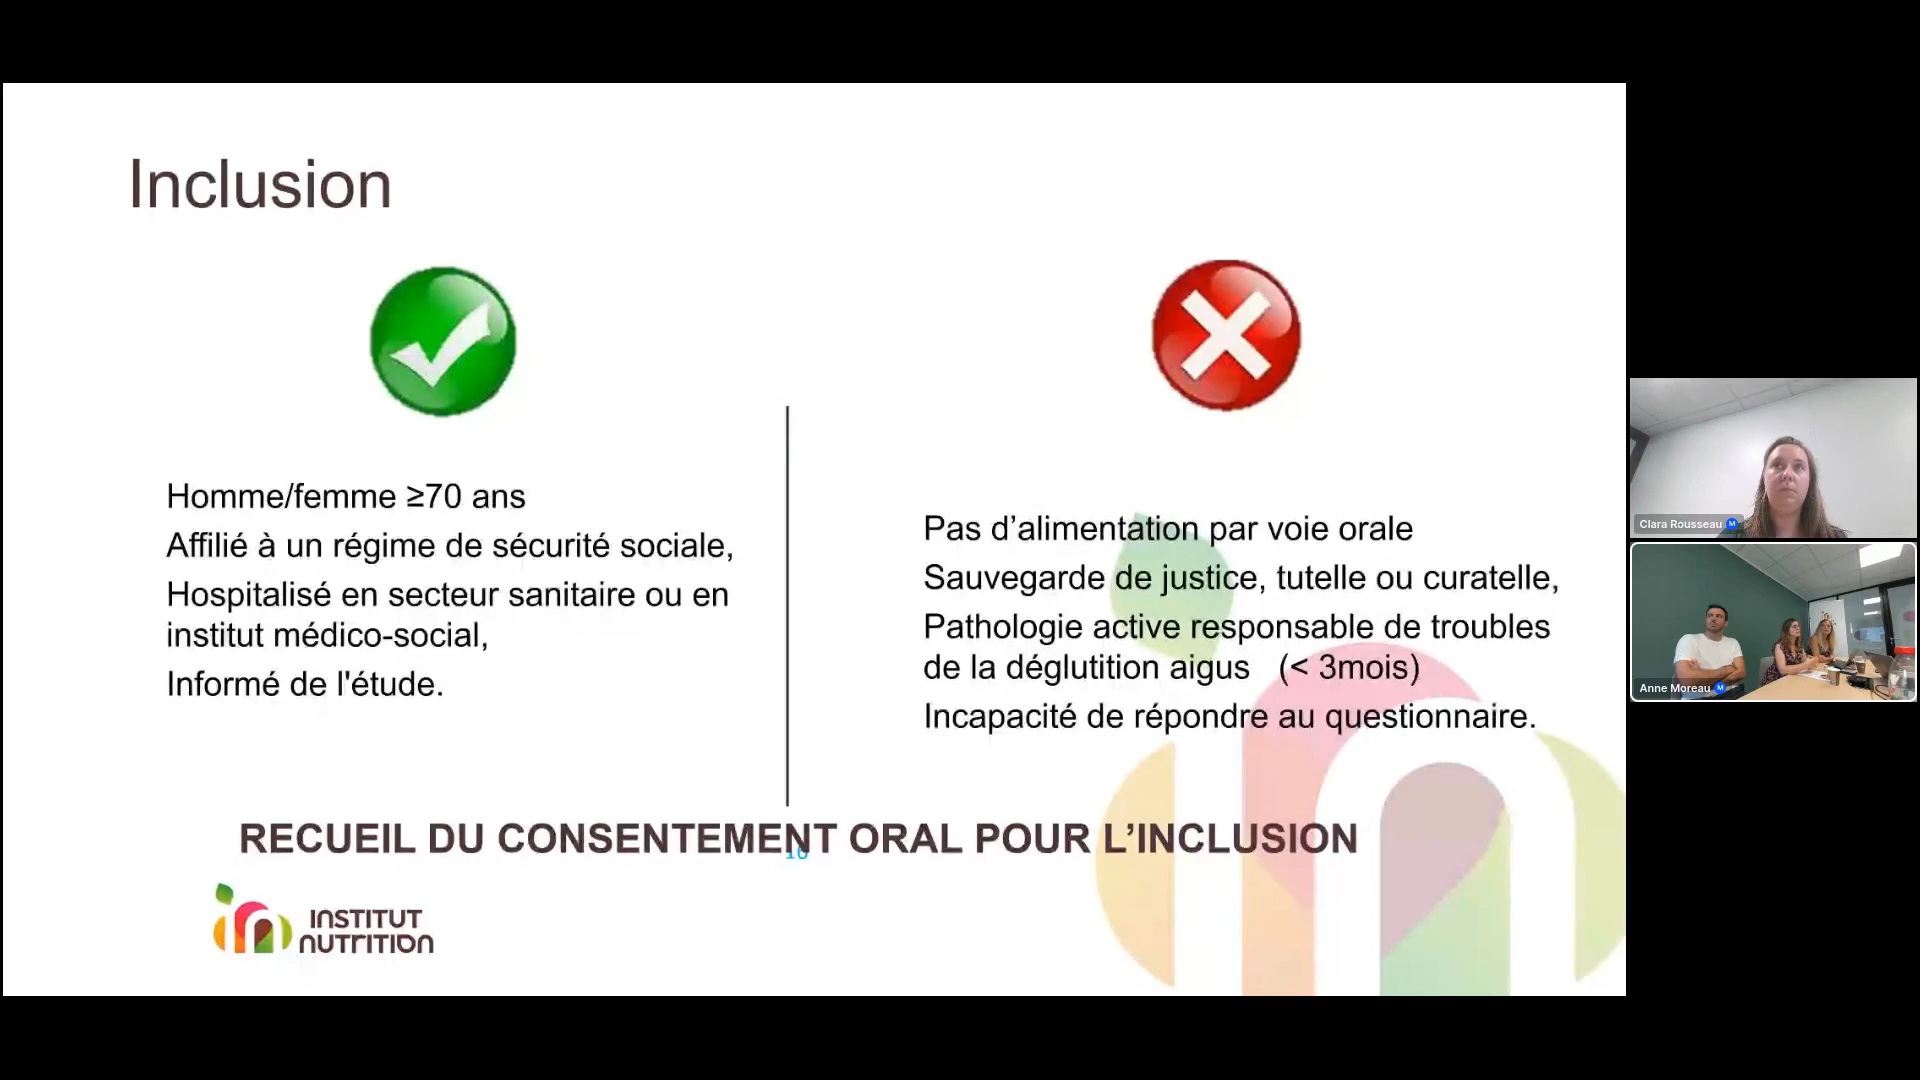 Inclusion
Homme/femme ≥70 ans
Affilié à un régime de sécurité sociale,
Hospitalisé en secteur sanitaire ou en
institut médico-social,
Informé de l'étude.
Pas d’alimentation par voie orale
Sauvegarde de justice, tutelle ou curatelle,
Pathologie active responsable de troubles
de la déglutition aigus (< 3mois)
Incapacité de répondre au questionnaire.
RECUEIL DU CONSENTEMENT ORAL POUR L’INCLUSION
INSTITUT
NUTRITION
Clara Rousseau M
Anne Moreau M